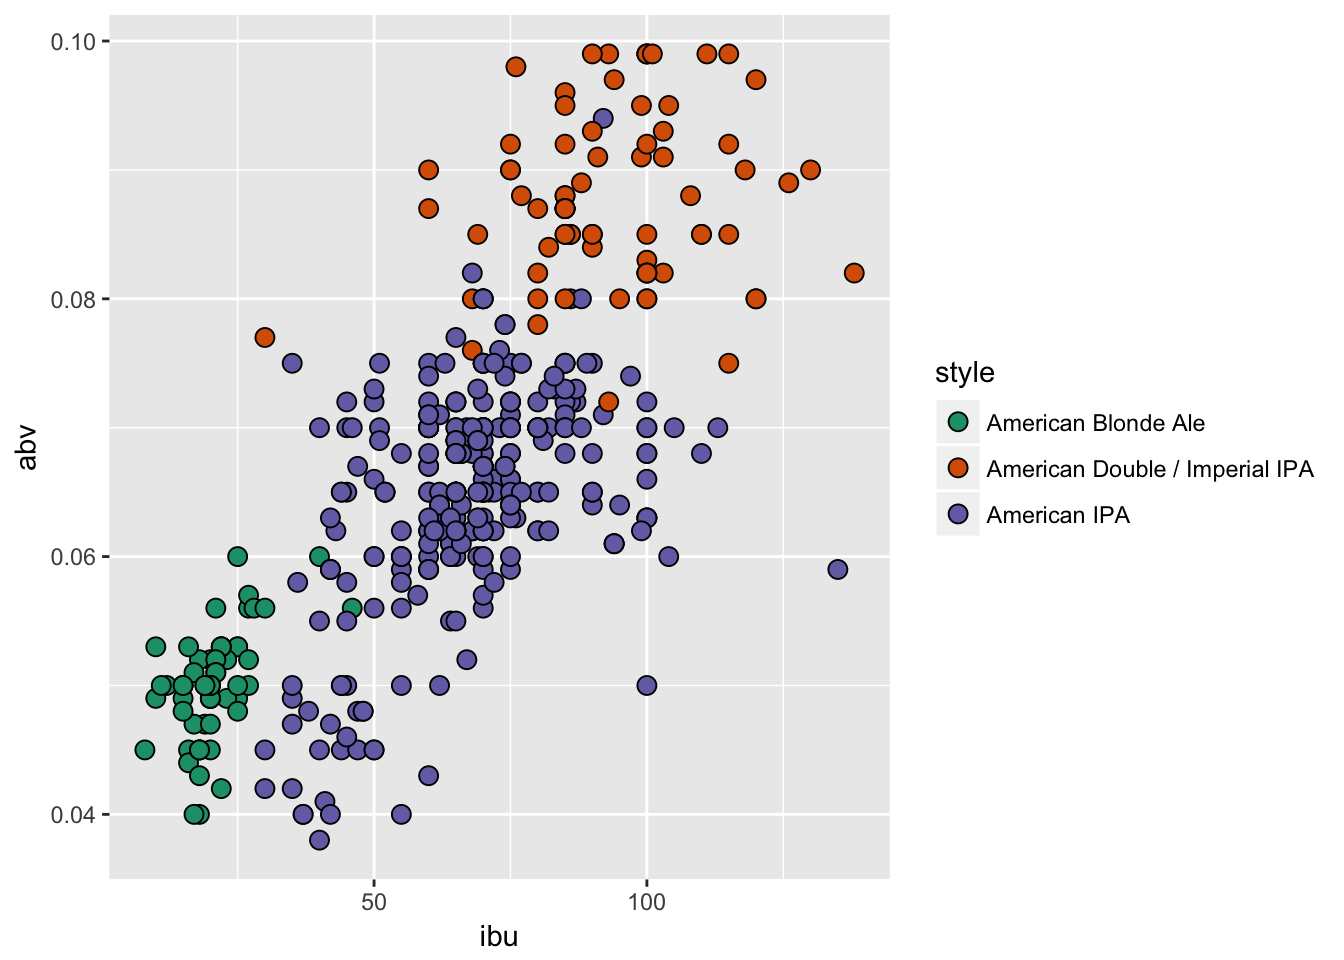 0.10
0.08
0.06
0.04
abv
50
100
ibu
style
American Blonde Ale
American Double / Imperial IPA
American IPA